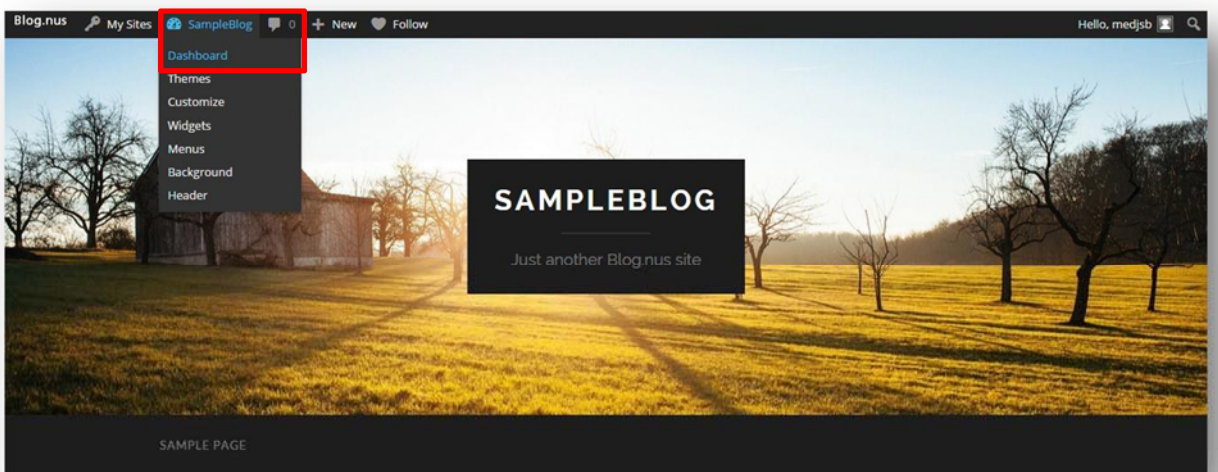 Blog.nus My Sites SampleBlog 0 New Follow Hello, medjsb
Dashboard
Themes
Customize
Widgets
Menus
Background
Header
SAMPLEBLOG
Just another Blog.nus site
SAMPLE PAGE